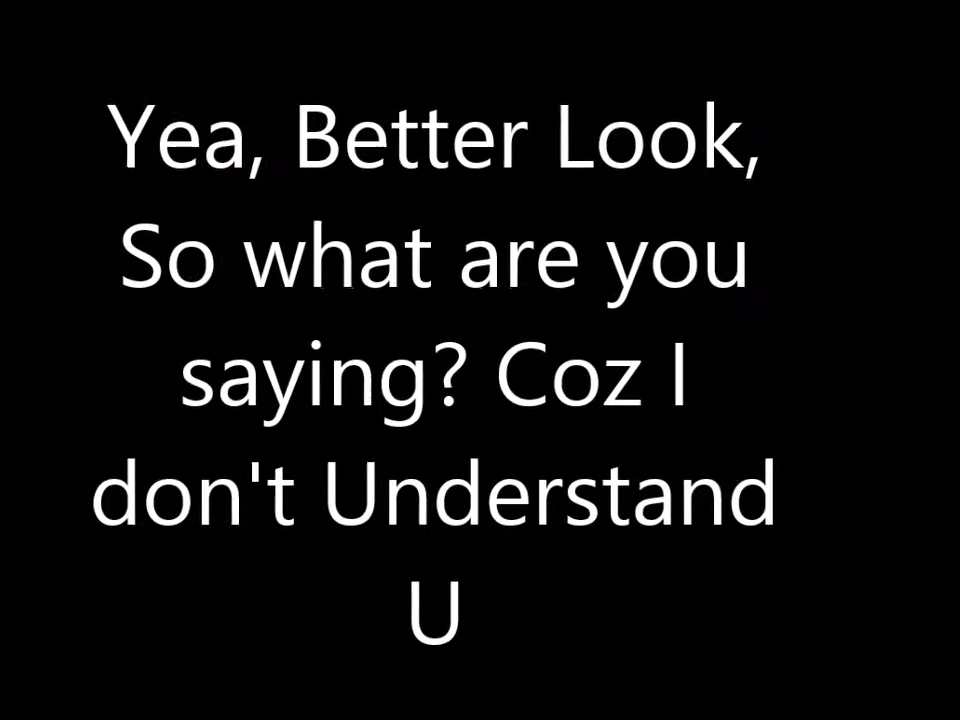 Yea, Better Look,
So what are you
saying? Coz I
don't Understand
U